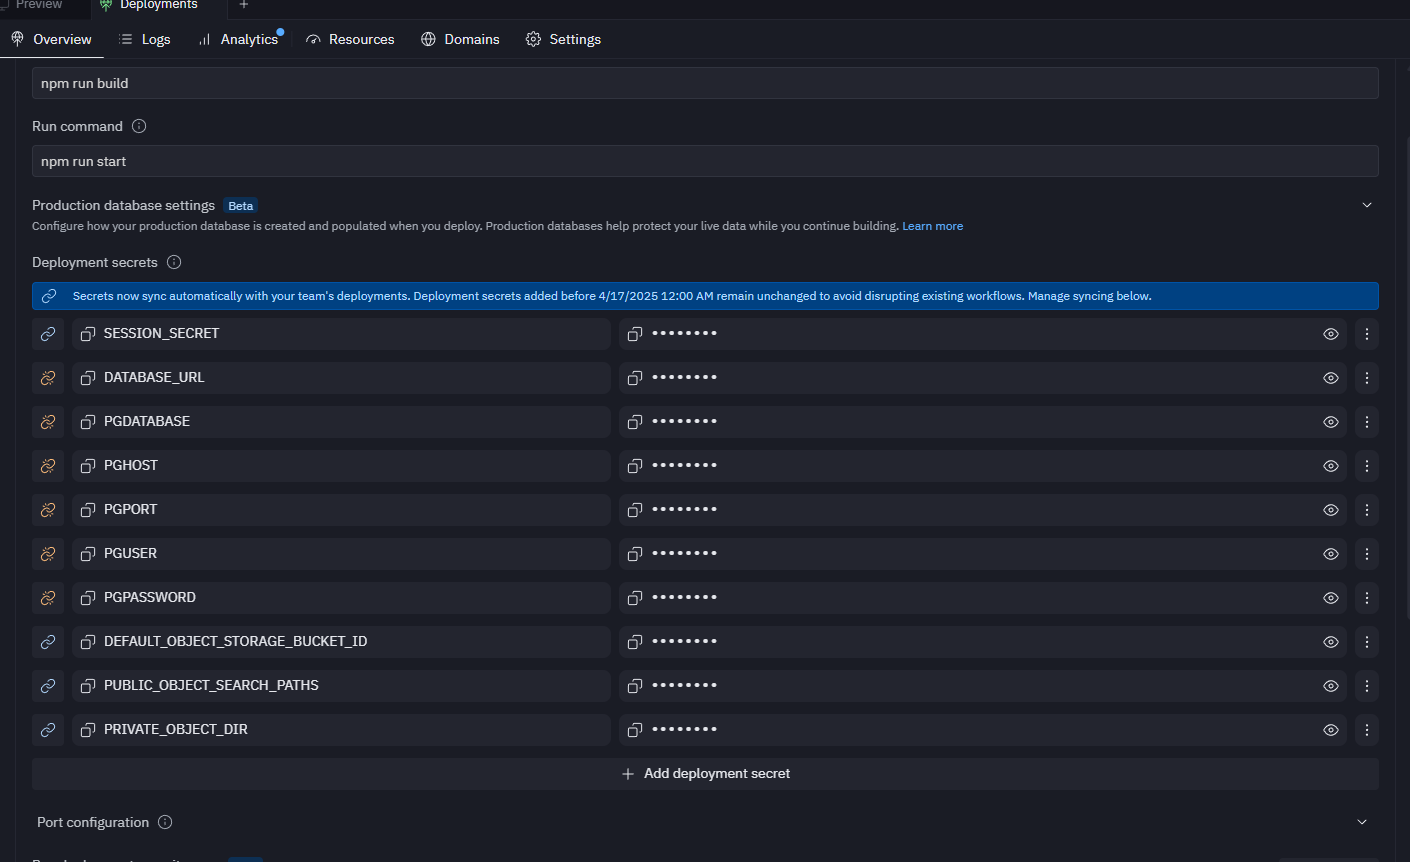 Preview Deployments +
Overview Logs Analytics Resources Domains Settings
npm run build
Run command
npm run start
Production database settings Beta
Configure how your production database is created and populated when you deploy. Production databases help protect your live data while you continue building. Learn more
Deployment secrets
Secrets now sync automatically with your team's deployments. Deployment secrets added before 4/17/2025 12:00 AM remain unchanged to avoid disrupting existing workflows. Manage syncing below.
SESSION_SECRET ••••••••
DATABASE_URL ••••••••
PGDATABASE ••••••••
PGHOST ••••••••
PGPORT ••••••••
PGUSER ••••••••
PGPASSWORD ••••••••
DEFAULT_OBJECT_STORAGE_BUCKET_ID ••••••••
PUBLIC_OBJECT_SEARCH_PATHS ••••••••
PRIVATE_OBJECT_DIR ••••••••
+ Add deployment secret
Port configuration